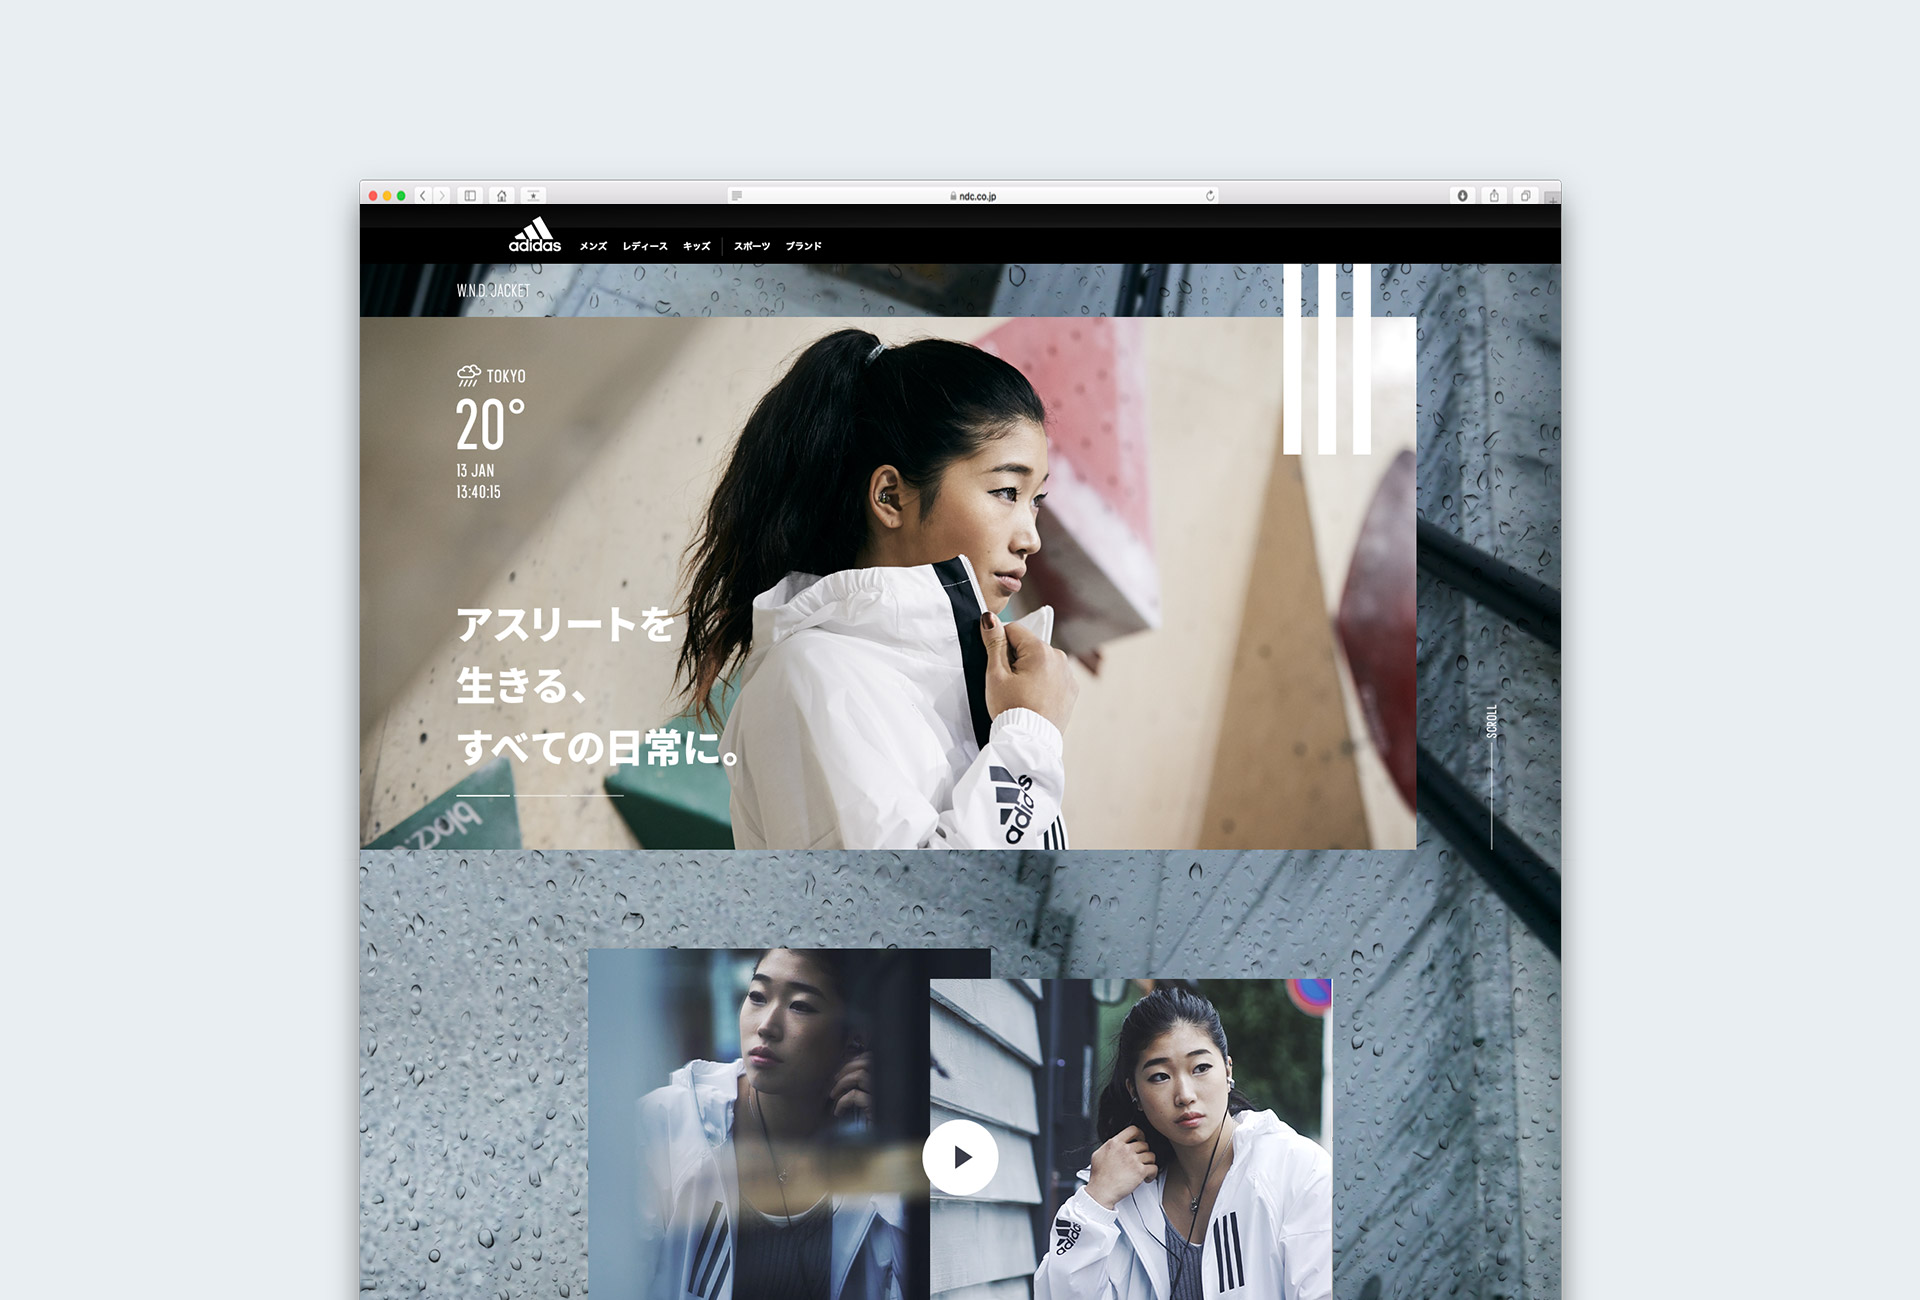 ndc.co.jp
adidas メンズ レディース キッズ スポーツ ブランド
W.N.D. JACKET
TOKYO
20°
13 JAN
13:40:15
アスリートを
生きる、
すべての日常に。
SCROLL
adidas
blocz.c
adidas